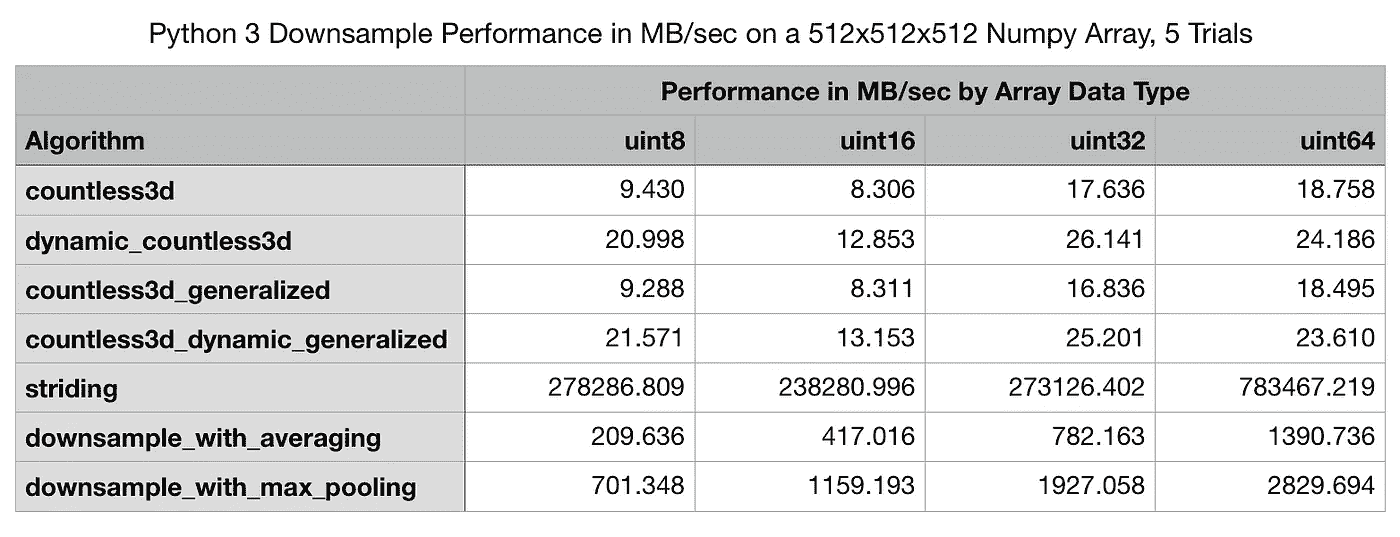 Python 3 Downsample Performance in MB/sec on a 512x512x512 Numpy Array, 5 Trials
Performance in MB/sec by Array Data Type
Algorithm uint8 uint16 uint32 uint64
countless3d 9.430 8.306 17.636 18.758
dynamic_countless3d 20.998 12.853 26.141 24.186
countless3d_generalized 9.288 8.311 16.836 18.495
countless3d_dynamic_generalized 21.571 13.153 25.201 23.610
striding 278286.809 238280.996 273126.402 783467.219
downsample_with_averaging 209.636 417.016 782.163 1390.736
downsample_with_max_pooling 701.348 1159.193 1927.058 2829.694